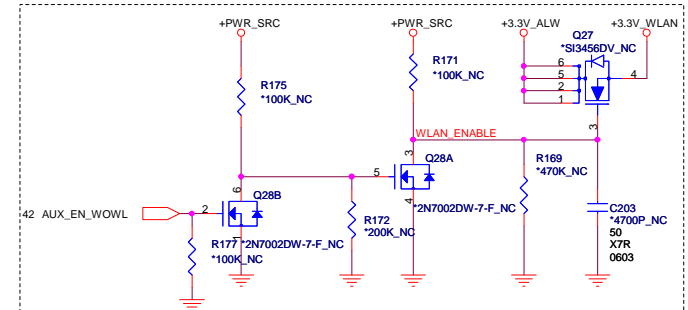 +PWR_SRC
+PWR_SRC
+3.3V_ALW
+3.3V_WLAN
Q27
*SI3456DV_NC
6
5
2
1
4
3
R175
*100K_NC
R171
*100K_NC
WLAN_ENABLE
3
Q28A
5
4
*2N7002DW-7-F_NC
R169
*470K_NC
6
Q28B
2
1
*2N7002DW-7-F_NC
42 AUX_EN_WOWL
R177
*100K_NC
R172
*200K_NC
C203
*4700P_NC
50
X7R
0603